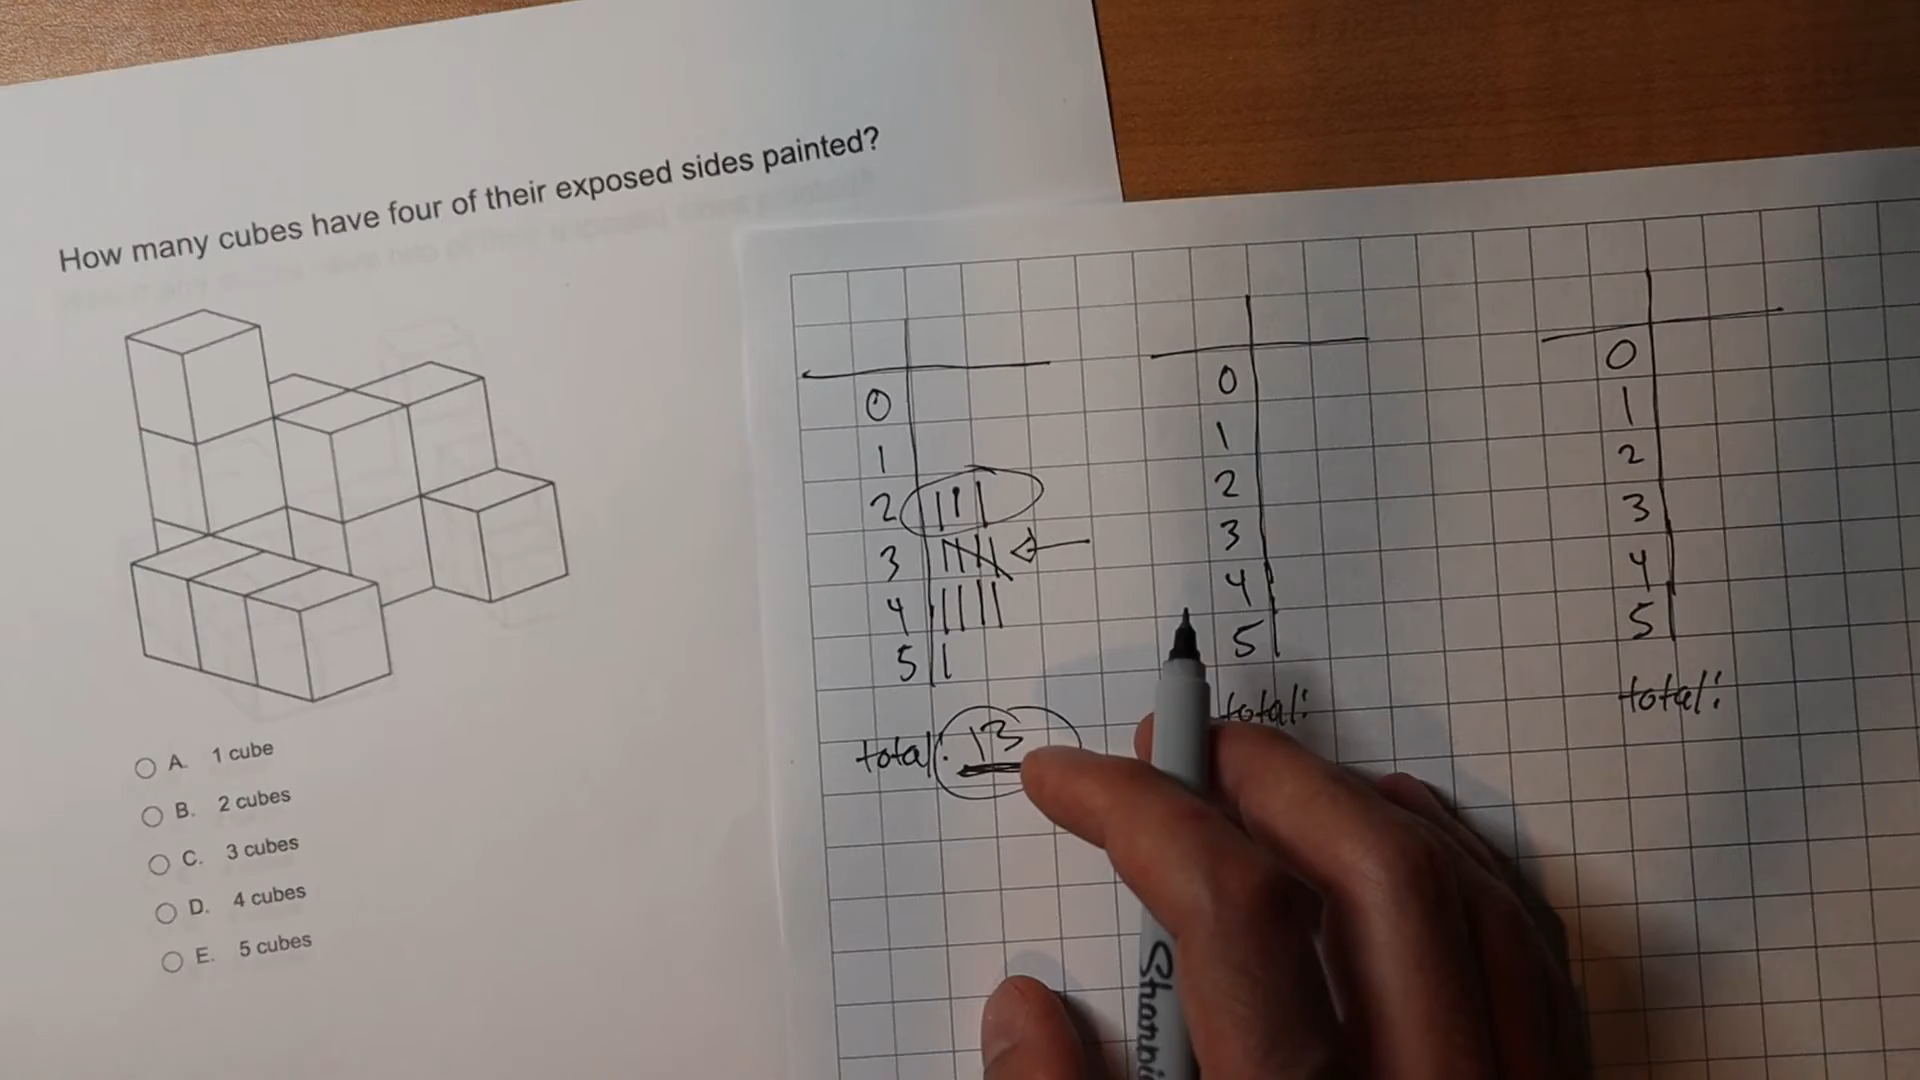 How many cubes have four of their exposed sides painted?
A. 1 cube
B. 2 cubes
C. 3 cubes
D. 4 cubes
E. 5 cubes
0
1
2 |||
3
4 ||||
5 |
total: 13
0
1
2
3
4
5
total:
0
1
2
3
4
5
total: